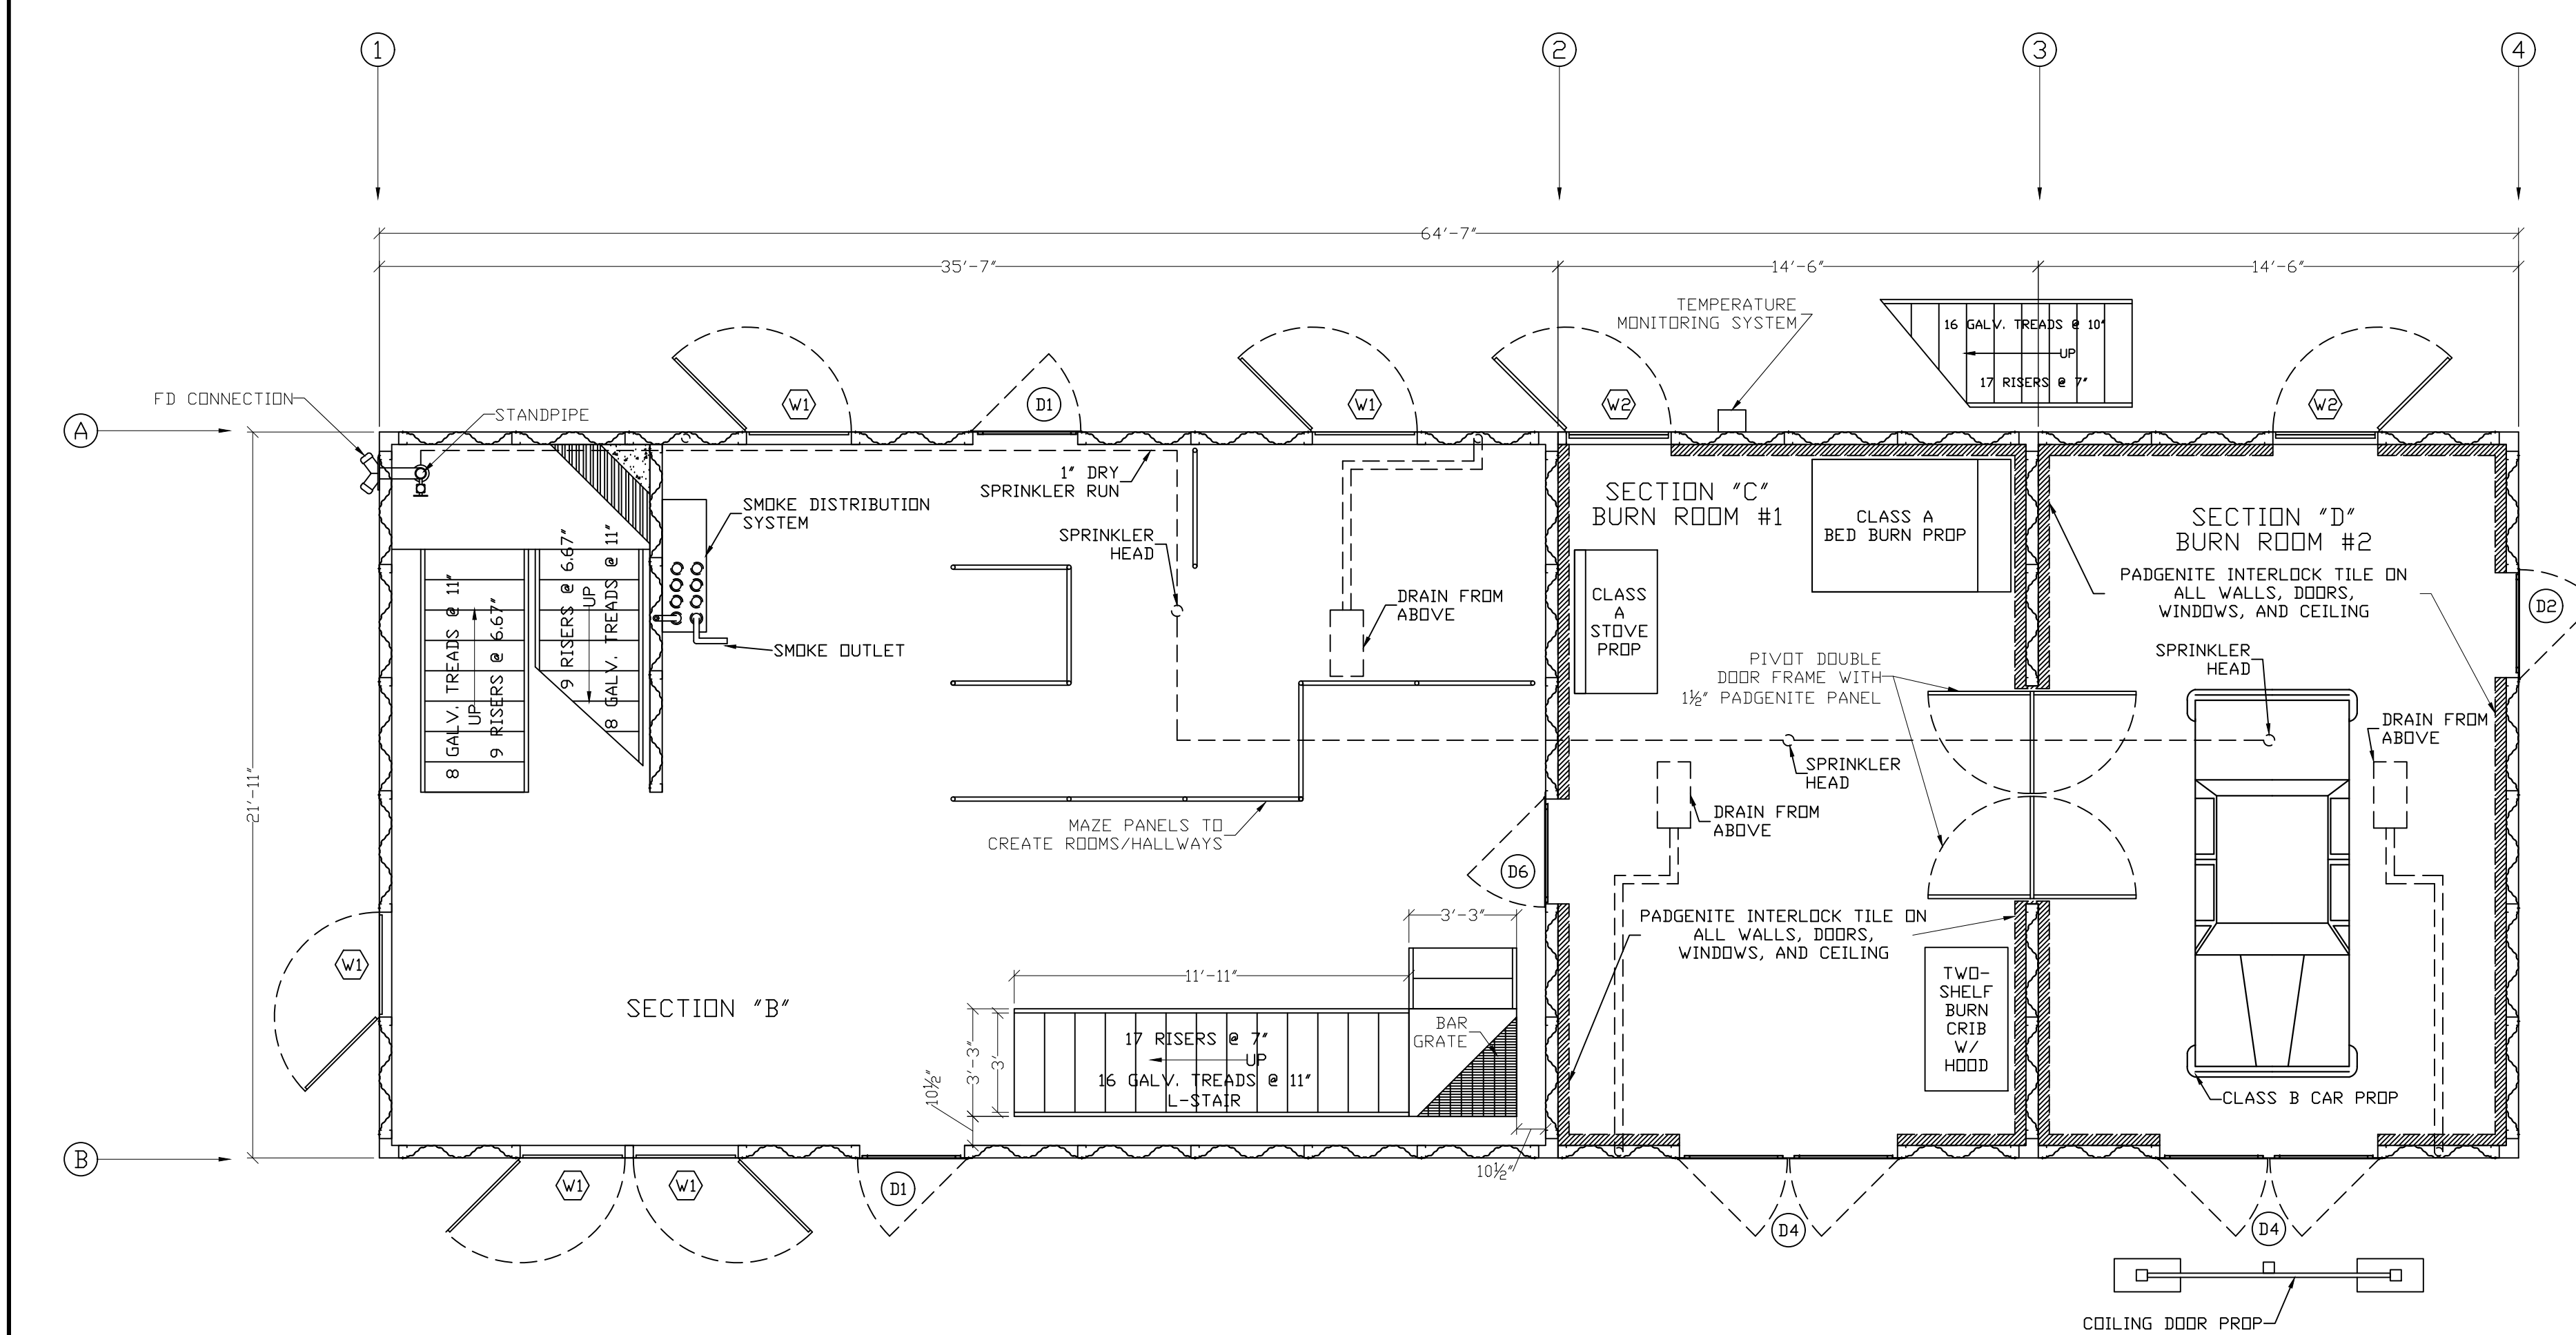 1
2
3
4
64'-7"
35'-7"
14'-6"
14'-6"
TEMPERATURE
MONITORING SYSTEM
16 GALV. TREADS @ 10"
UP
17 RISERS @ 7"
FD CONNECTION
STANDPIPE
W1
D1
W1
W2
W2
A
1" DRY
SPRINKLER RUN
SMOKE DISTRIBUTION
SYSTEM
SPRINKLER
HEAD
SECTION "C"
BURN ROOM #1
CLASS A
BED BURN PROP
SECTION "D"
BURN ROOM #2
PADGENITE INTERLOCK TILE ON
ALL WALLS, DOORS,
WINDOWS, AND CEILING
D2
CLASS
A
STOVE
PROP
DRAIN FROM
ABOVE
8 GALV. TREADS @ 11"
UP
9 RISERS @ 6.67"
9 RISERS @ 6.67"
UP
8 GALV. TREADS @ 11"
SMOKE OUTLET
PIVOT DOUBLE
DOOR FRAME WITH
1½" PADGENITE PANEL
SPRINKLER
HEAD
DRAIN FROM
ABOVE
SPRINKLER
HEAD
21'-11"
DRAIN FROM
ABOVE
MAZE PANELS TO
CREATE ROOMS/HALLWAYS
D6
3'-3"
PADGENITE INTERLOCK TILE ON
ALL WALLS, DOORS,
WINDOWS, AND CEILING
W1
11'-11"
SECTION "B"
TWO-
SHELF
BURN
CRIB
W/
HOOD
BAR
GRATE
17 RISERS @ 7"
UP
16 GALV. TREADS @ 11"
L-STAIR
3'-3"
3'
10½"
CLASS B CAR PROP
B
10½"
W1
W1
D1
D4
D4
COILING DOOR PROP